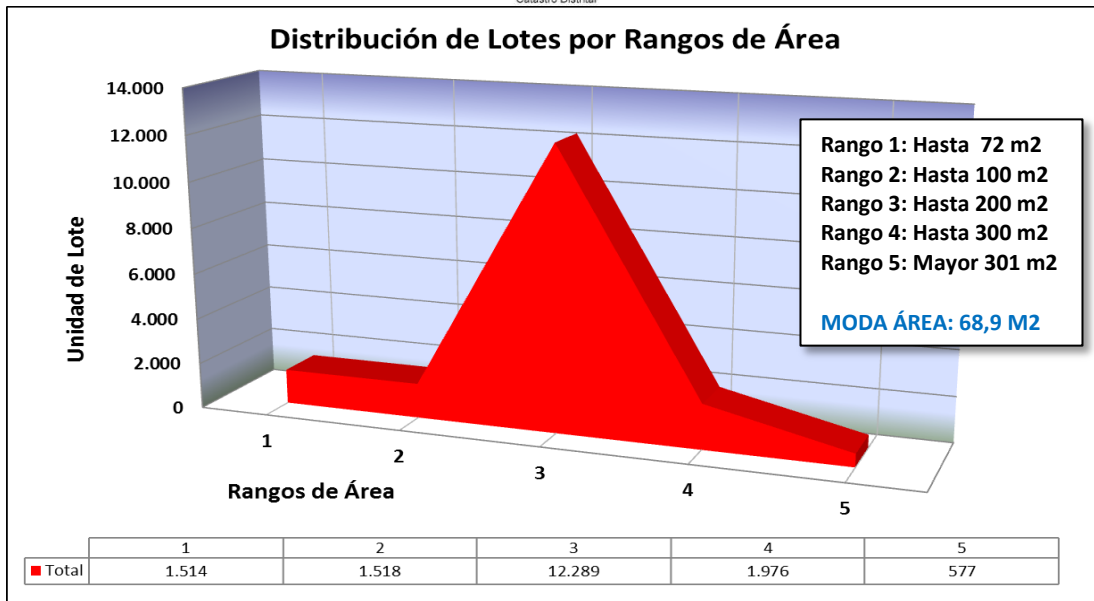 Catastro Distrital
Distribución de Lotes por Rangos de Área
14.000
12.000
10.000
8.000
6.000
4.000
2.000
0
Unidad de Lote
1
2
3
4
5
Rangos de Área
Rango 1: Hasta 72 m2
Rango 2: Hasta 100 m2
Rango 3: Hasta 200 m2
Rango 4: Hasta 300 m2
Rango 5: Mayor 301 m2
MODA ÁREA: 68,9 M2
1 2 3 4 5
Total 1.514 1.518 12.289 1.976 577